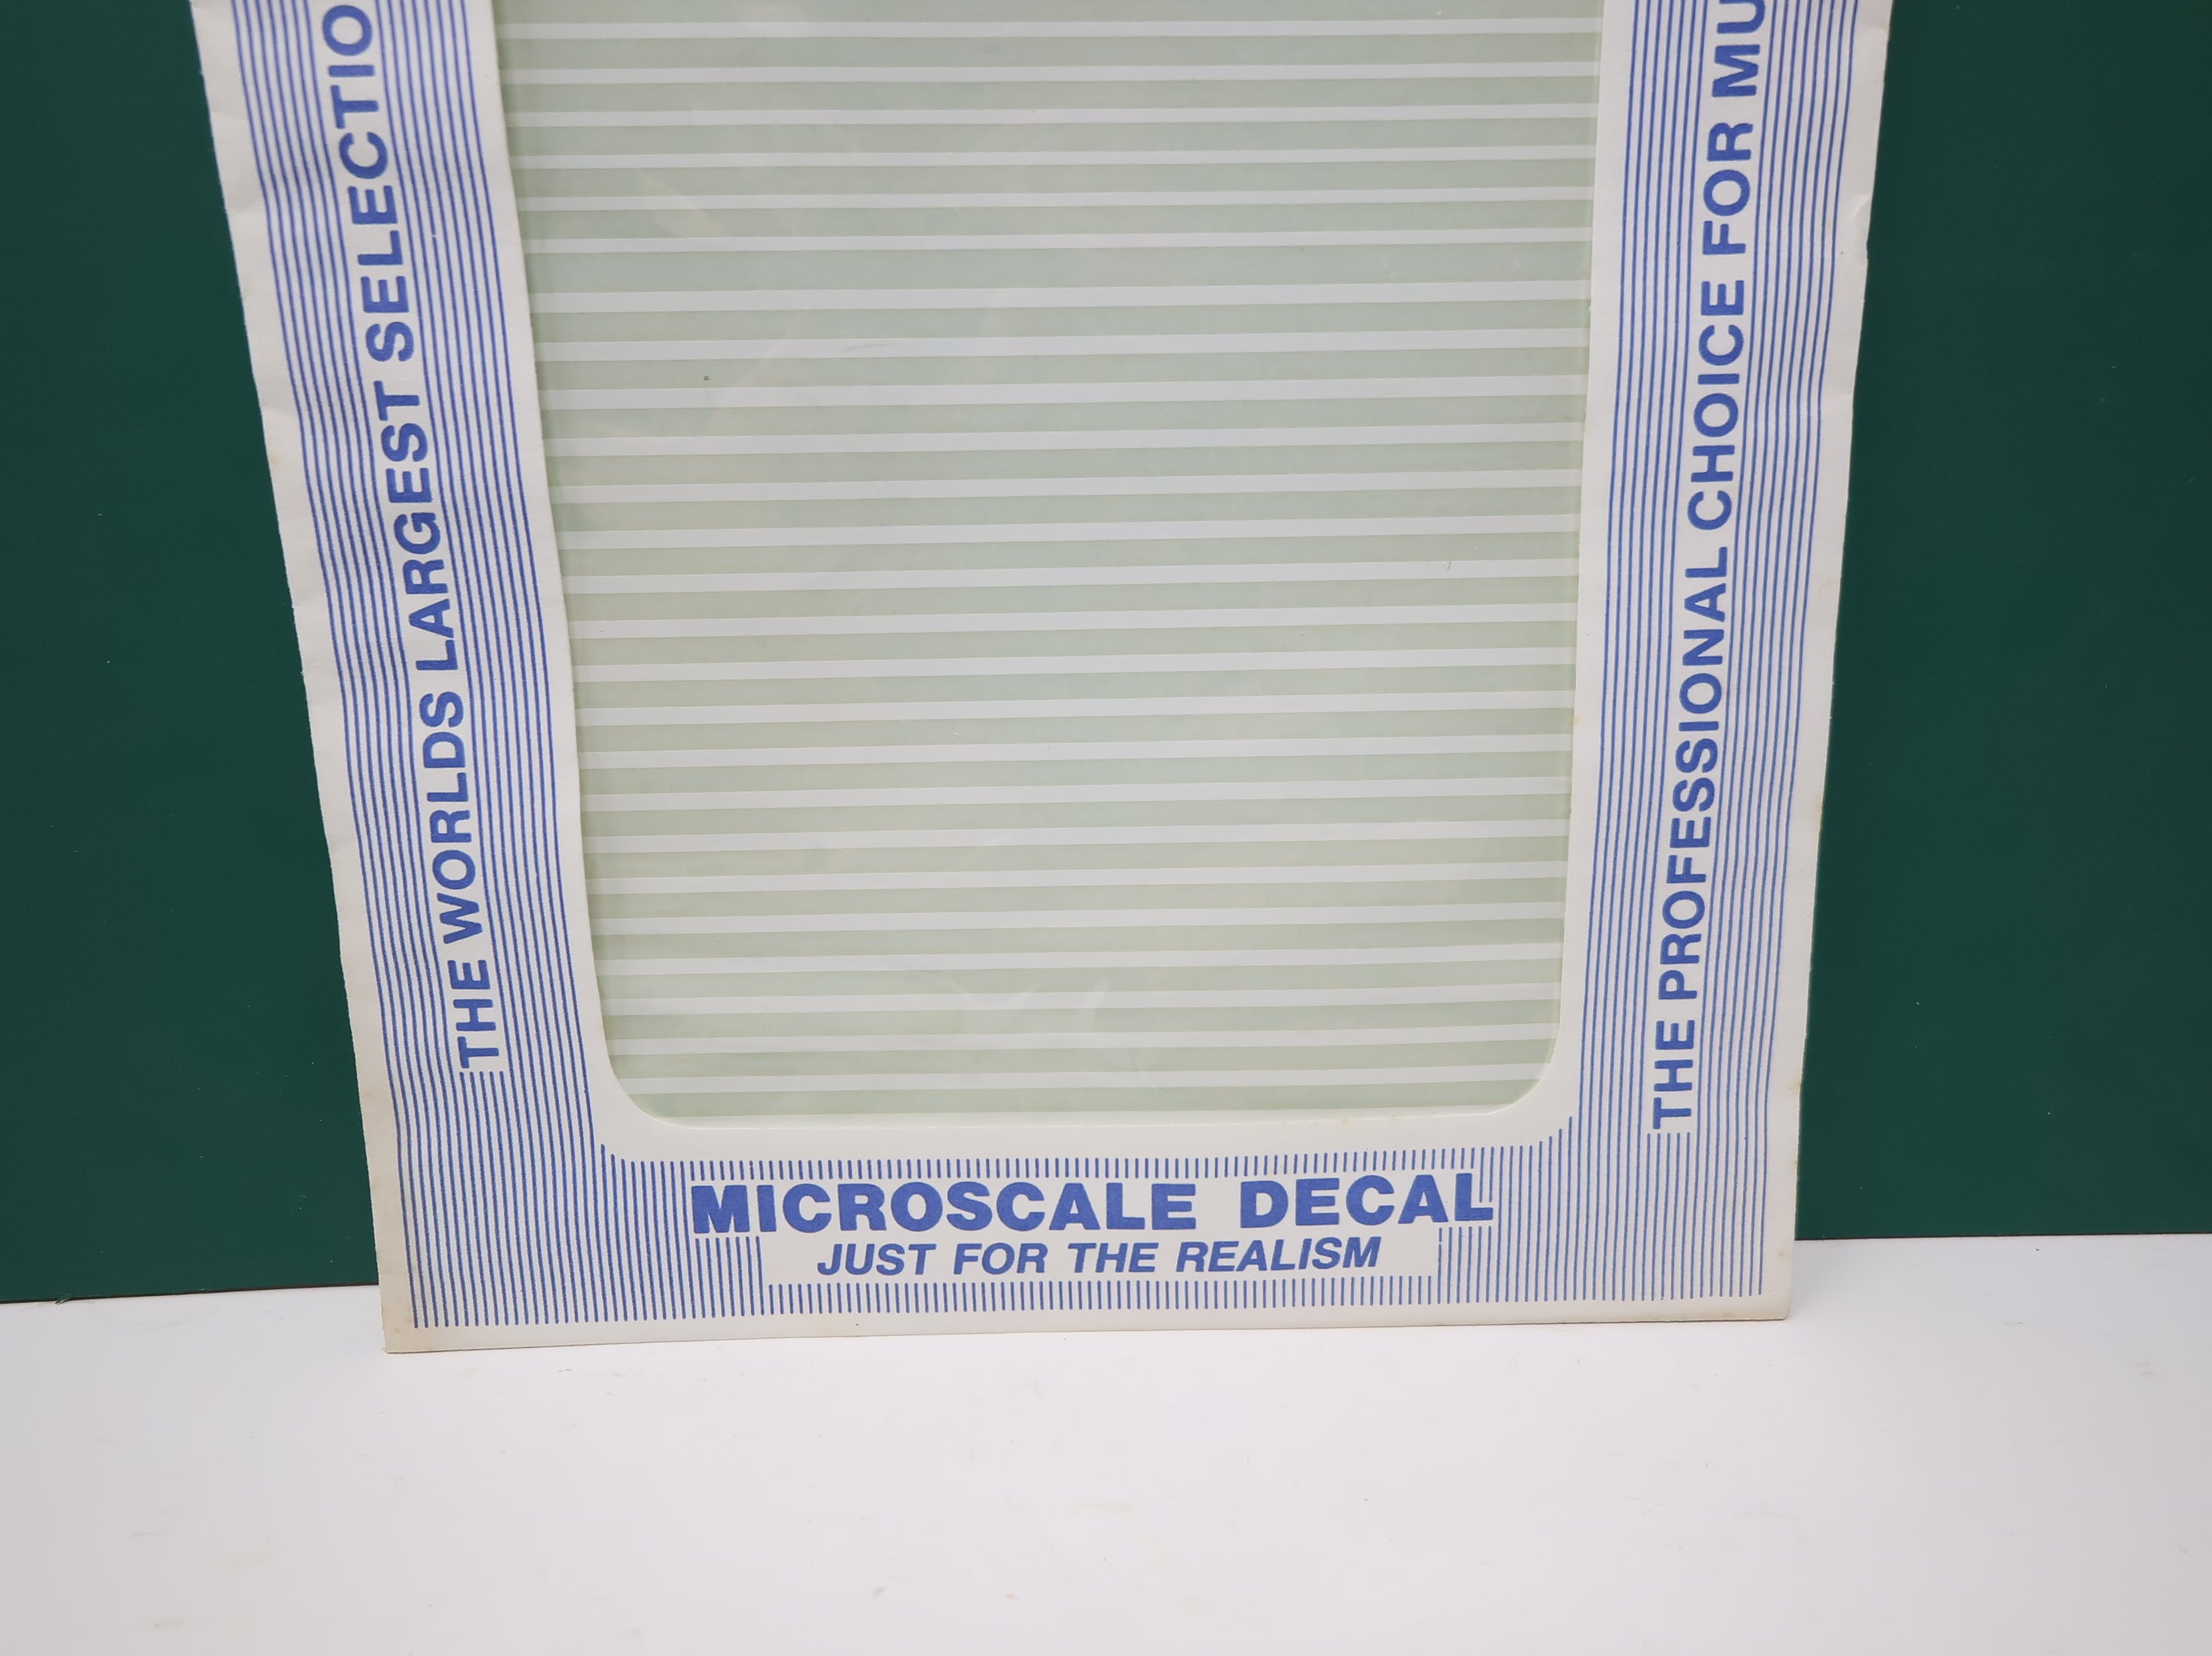 THE WORLDS LARGEST SELECTIO
THE PROFESSIONAL CHOICE FOR MU
MICROSCALE DECAL
JUST FOR THE REALISM